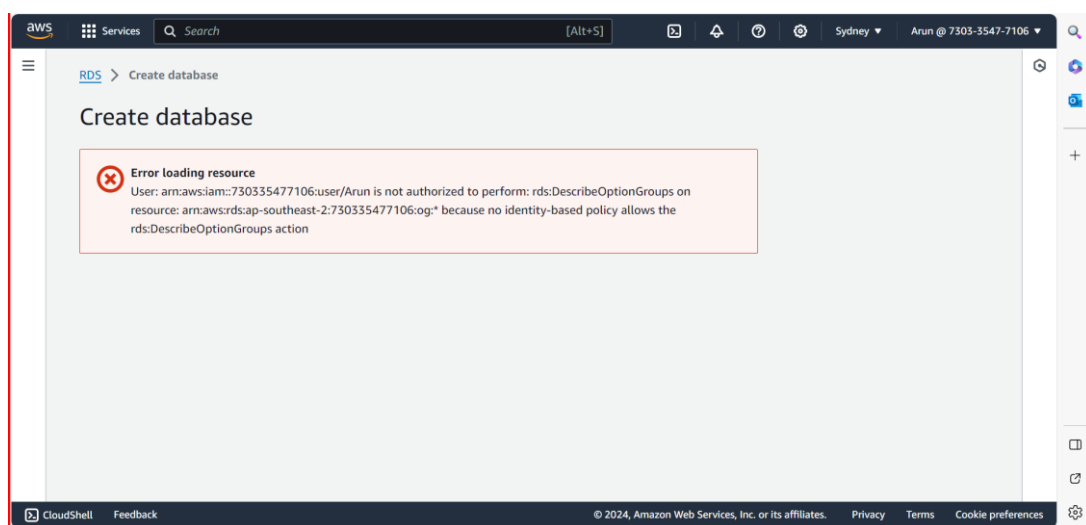 aws
Services
Search
[Alt+S]
Sydney ▼
Arun @ 7303-3547-7106 ▼
RDS > Create database
Create database
Error loading resource
User: arn:aws:iam::730335477106:user/Arun is not authorized to perform: rds:DescribeOptionGroups on
resource: arn:aws:rds:ap-southeast-2:730335477106:og:* because no identity-based policy allows the
rds:DescribeOptionGroups action
CloudShell
Feedback
© 2024, Amazon Web Services, Inc. or its affiliates.
Privacy
Terms
Cookie preferences